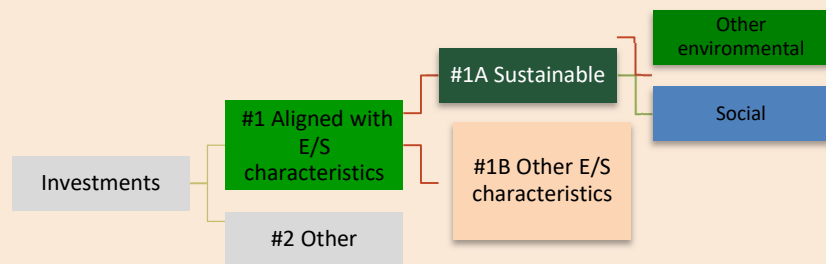 Other
environmental
#1A Sustainable
Social
#1 Aligned with
E/S
characteristics
#1B Other E/S
characteristics
Investments
#2 Other